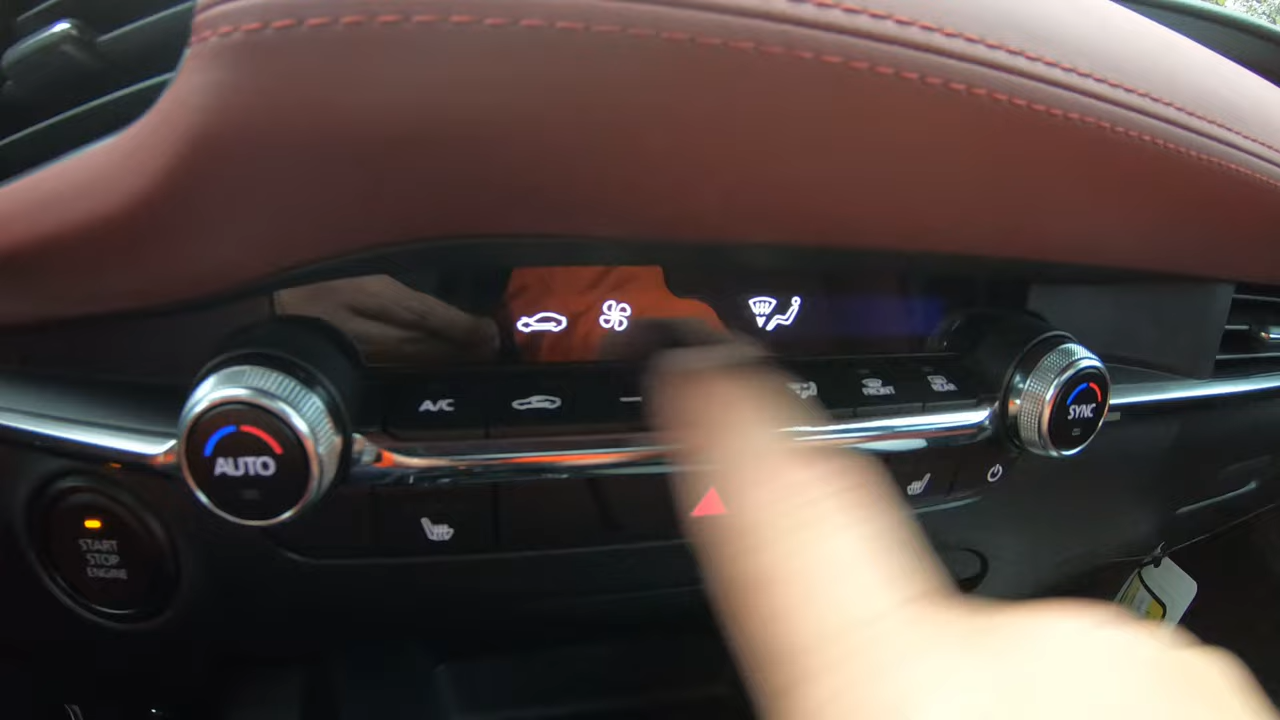 A/C
FRONT
REAR
AUTO
SYNC
START
STOP
ENGINE